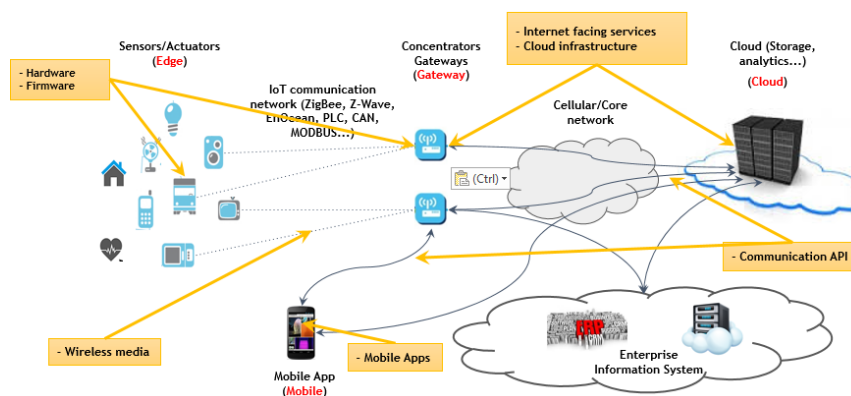 - Internet facing services
- Cloud infrastructure
Sensors/Actuators
(Edge)
Concentrators
Gateways
(Gateway)
Cloud (Storage,
analytics...)
(Cloud)
- Hardware
- Firmware
IoT communication
network (ZigBee, Z-Wave,
EnOcean, PLC, CAN,
MODBUS...)
Cellular/Core
network
(Ctrl)
- Communication API
- Wireless media
- Mobile Apps
Mobile App
(Mobile)
ERP
Enterprise
Information System